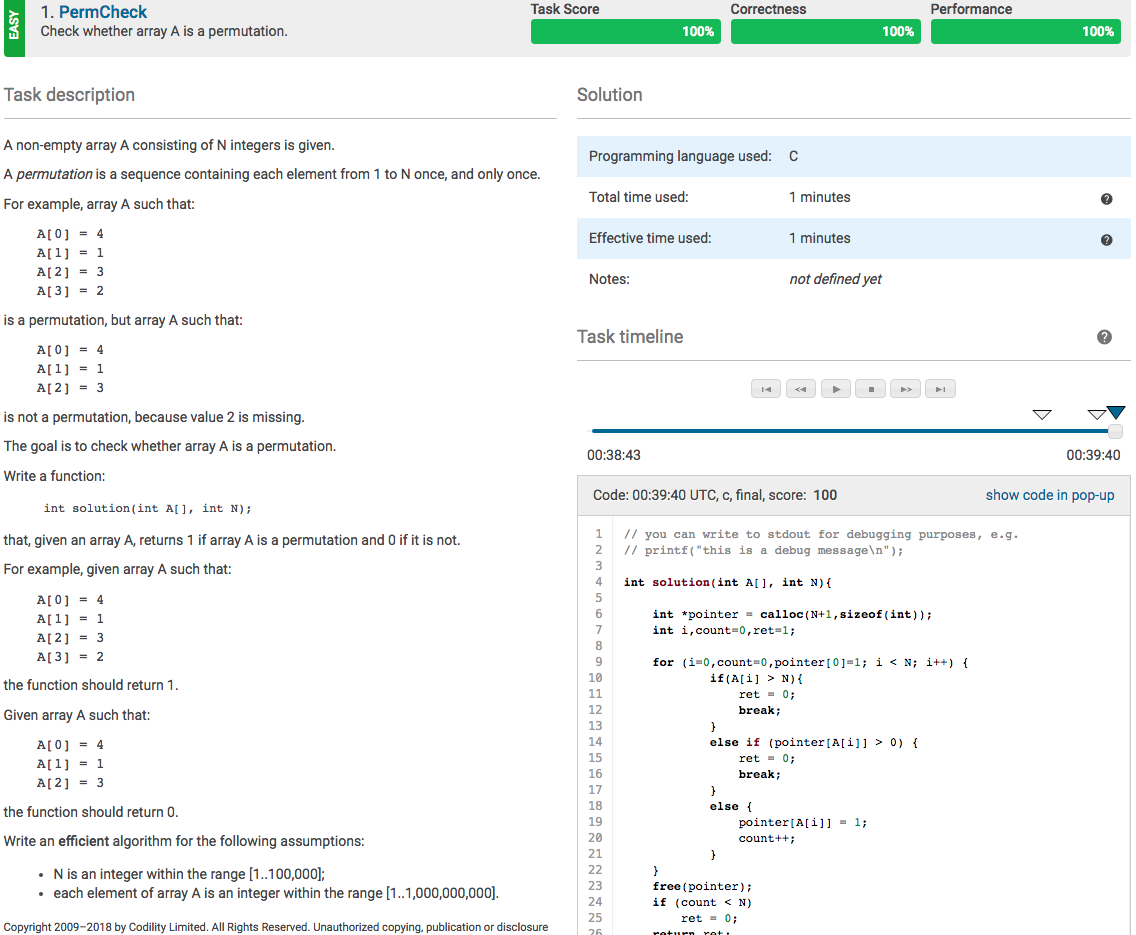 EASY
1. PermCheck
Check whether array A is a permutation.
Task Score
100%
Correctness
100%
Performance
100%
Task description
A non-empty array A consisting of N integers is given.
A permutation is a sequence containing each element from 1 to N once, and only once.
For example, array A such that:
A[0] = 4
A[1] = 1
A[2] = 3
A[3] = 2
is a permutation, but array A such that:
A[0] = 4
A[1] = 1
A[2] = 3
is not a permutation, because value 2 is missing.
The goal is to check whether array A is a permutation.
Write a function:
int solution(int A[], int N);
that, given an array A, returns 1 if array A is a permutation and 0 if it is not.
For example, given array A such that:
A[0] = 4
A[1] = 1
A[2] = 3
A[3] = 2
the function should return 1.
Given array A such that:
A[0] = 4
A[1] = 1
A[2] = 3
the function should return 0.
Write an efficient algorithm for the following assumptions:
• N is an integer within the range [1..100,000];
• each element of array A is an integer within the range [1..1,000,000,000].
Copyright 2009–2018 by Codility Limited. All Rights Reserved. Unauthorized copying, publication or disclosure
Solution
Programming language used: C
Total time used: 1 minutes ?
Effective time used: 1 minutes ?
Notes: not defined yet
Task timeline ?
00:38:43 00:39:40
Code: 00:39:40 UTC, c, final, score: 100 show code in pop-up
1 // you can write to stdout for debugging purposes, e.g.
2 // printf("this is a debug message\n");
3
4 int solution(int A[], int N){
5
6 int *pointer = calloc(N+1,sizeof(int));
7 int i,count=0,ret=1;
8
9 for (i=0,count=0,pointer[0]=1; i < N; i++) {
10 if(A[i] > N){
11 ret = 0;
12 break;
13 }
14 else if (pointer[A[i]] > 0) {
15 ret = 0;
16 break;
17 }
18 else {
19 pointer[A[i]] = 1;
20 count++;
21 }
22 }
23 free(pointer);
24 if (count < N)
25 ret = 0;
26 return ret;